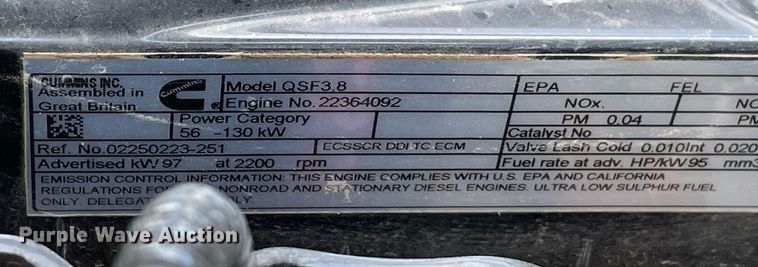 CUMMINS INC.
Assembled in
Great Britain
Cummins
Model QSF3.8
Engine No. 22364092
Power Category
56 -130 kW
EPA FEL
NOx.
PM 0.04
Catalyst No
Ref. No. 02250223-251 ECSSCR DDI TC ECM Valve Lash Cold 0.010Int 0.020
Advertised kW 97 at 2200 rpm Fuel rate at adv. HP/kW 95 mm3
EMISSION CONTROL INFORMATION: THIS ENGINE COMPLIES WITH U.S. EPA AND CALIFORNIA
REGULATIONS FOR NONROAD AND STATIONARY DIESEL ENGINES. ULTRA LOW SULPHUR FUEL
ONLY.
Purple Wave Auction